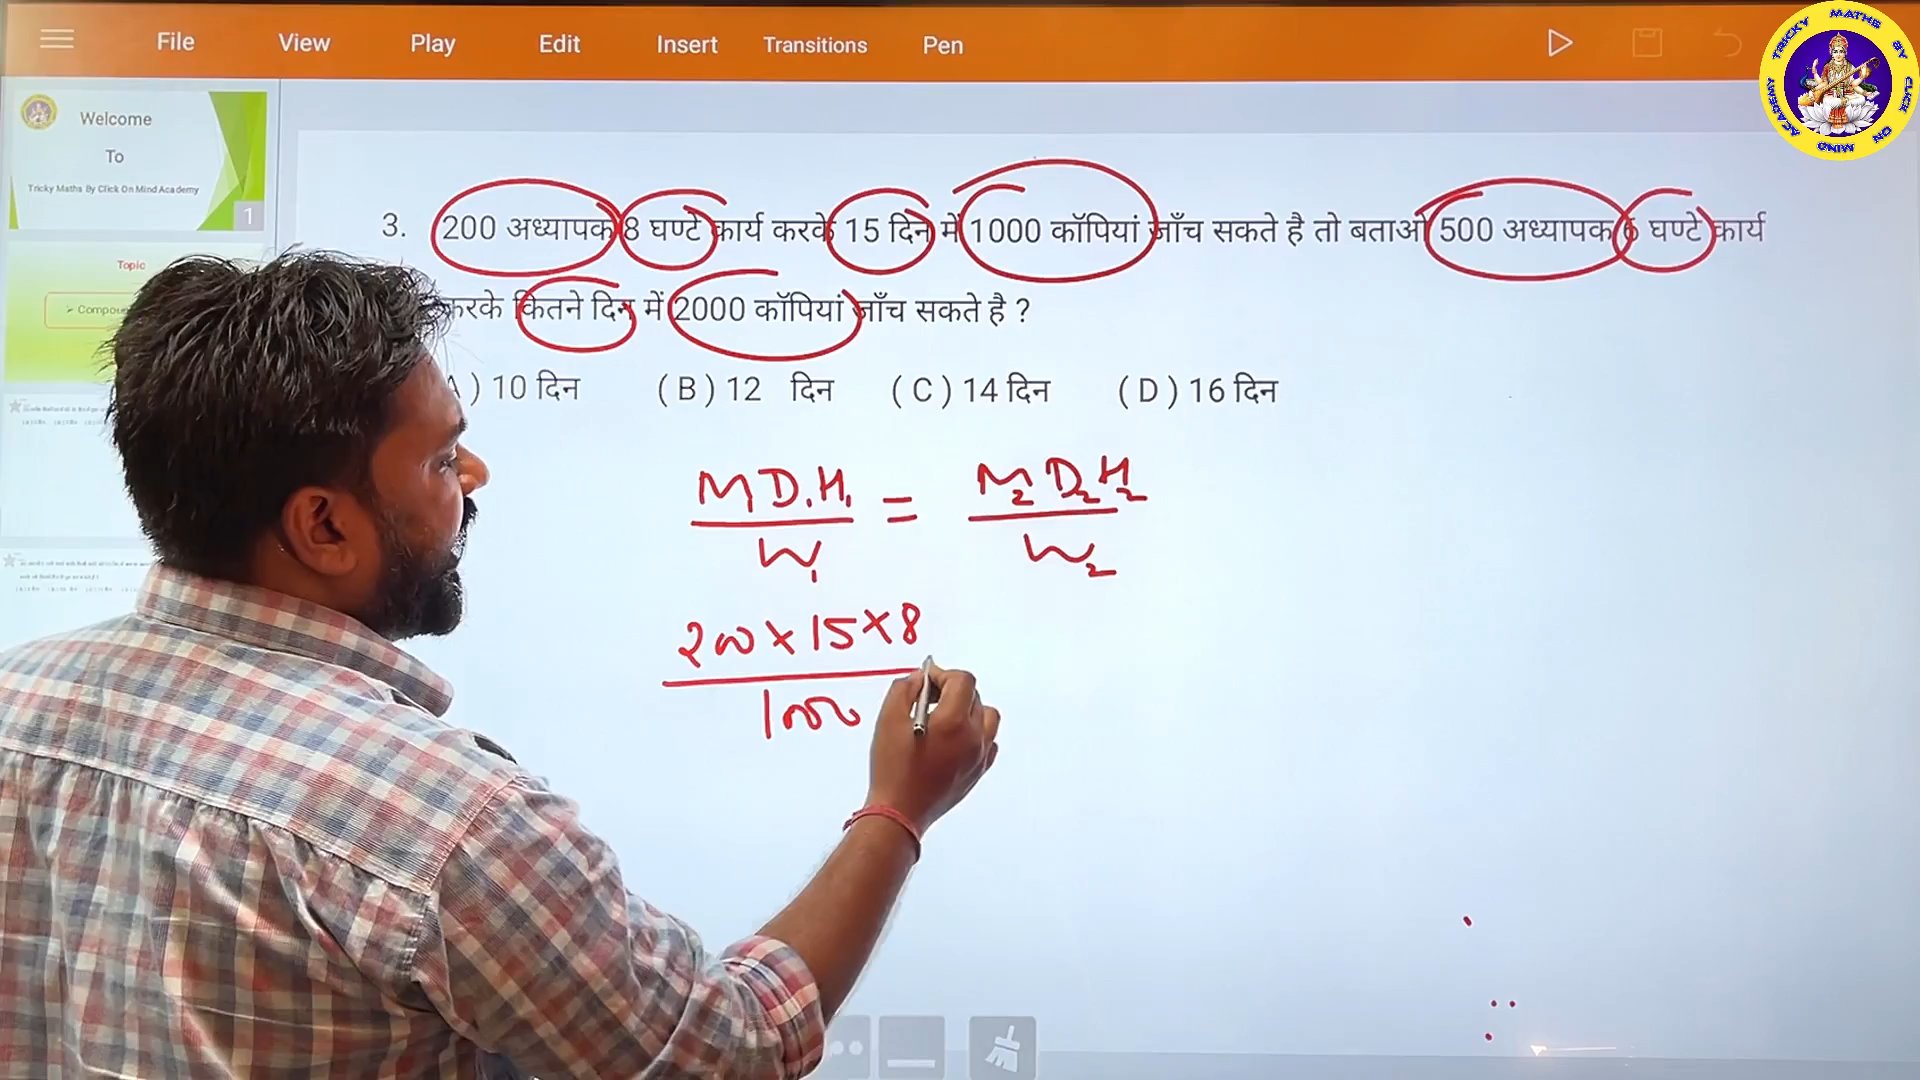 File View Play Edit Insert Transitions Pen
TRICKY MATHS BY CLICK ON MIND ACADEMY
Welcome
To
Tricky Maths By Click On Mind Academy
1
Topic
3. 200 अध्यापक 8 घण्टे कार्य करके 15 दिन में 1000 कॉपियां जाँच सकते है तो बताओ 500 अध्यापक 6 घण्टे कार्य
करके कितने दिन में 2000 कॉपियां जाँच सकते है ?
A ) 10 दिन ( B ) 12 दिन ( C ) 14 दिन ( D ) 16 दिन
M₁D₁H₁ = M₂D₂H₂
W₁ W₂
200 × 15 × 8
1000